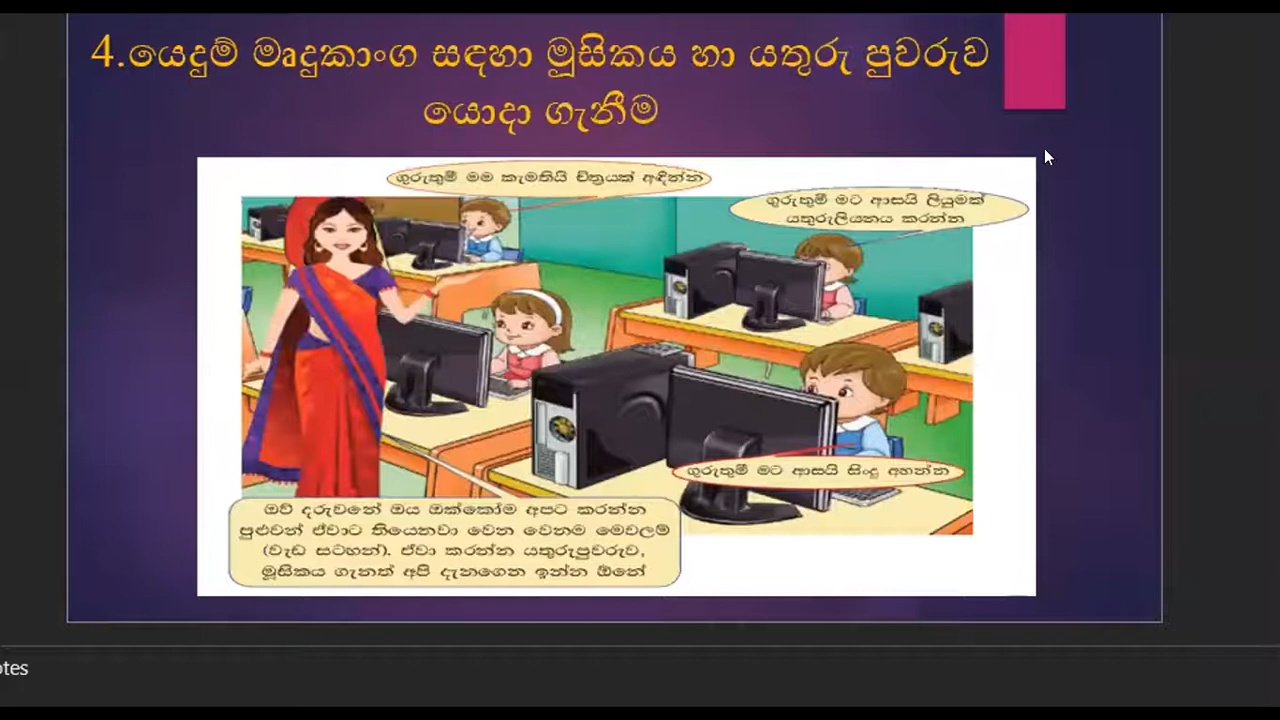 4.යෙදුම් මෘදුකාංග සඳහා මූසිකය හා යතුරු පුවරුව
යොදා ගැනීම
ගුරුතුමී මම කැමතියි චිත්‍රයක් අඳින්න
ගුරුතුමී මට ආසයි ලියුමක්
යතුරුලියනය කරන්න
ගුරුතුමී මට ආසයි සිංදු අහන්න
ඔව් දරුවනේ ඔය ඔක්කෝම අපට කරන්න
පුළුවන් ඒවාට තියෙනවා වෙන වෙනම මෙවලම්
(වැඩ සටහන්). ඒවා කරන්න යතුරුපුවරුව,
මූසිකය ගැනත් අපි දැනගෙන ඉන්න ඕනේ
otes